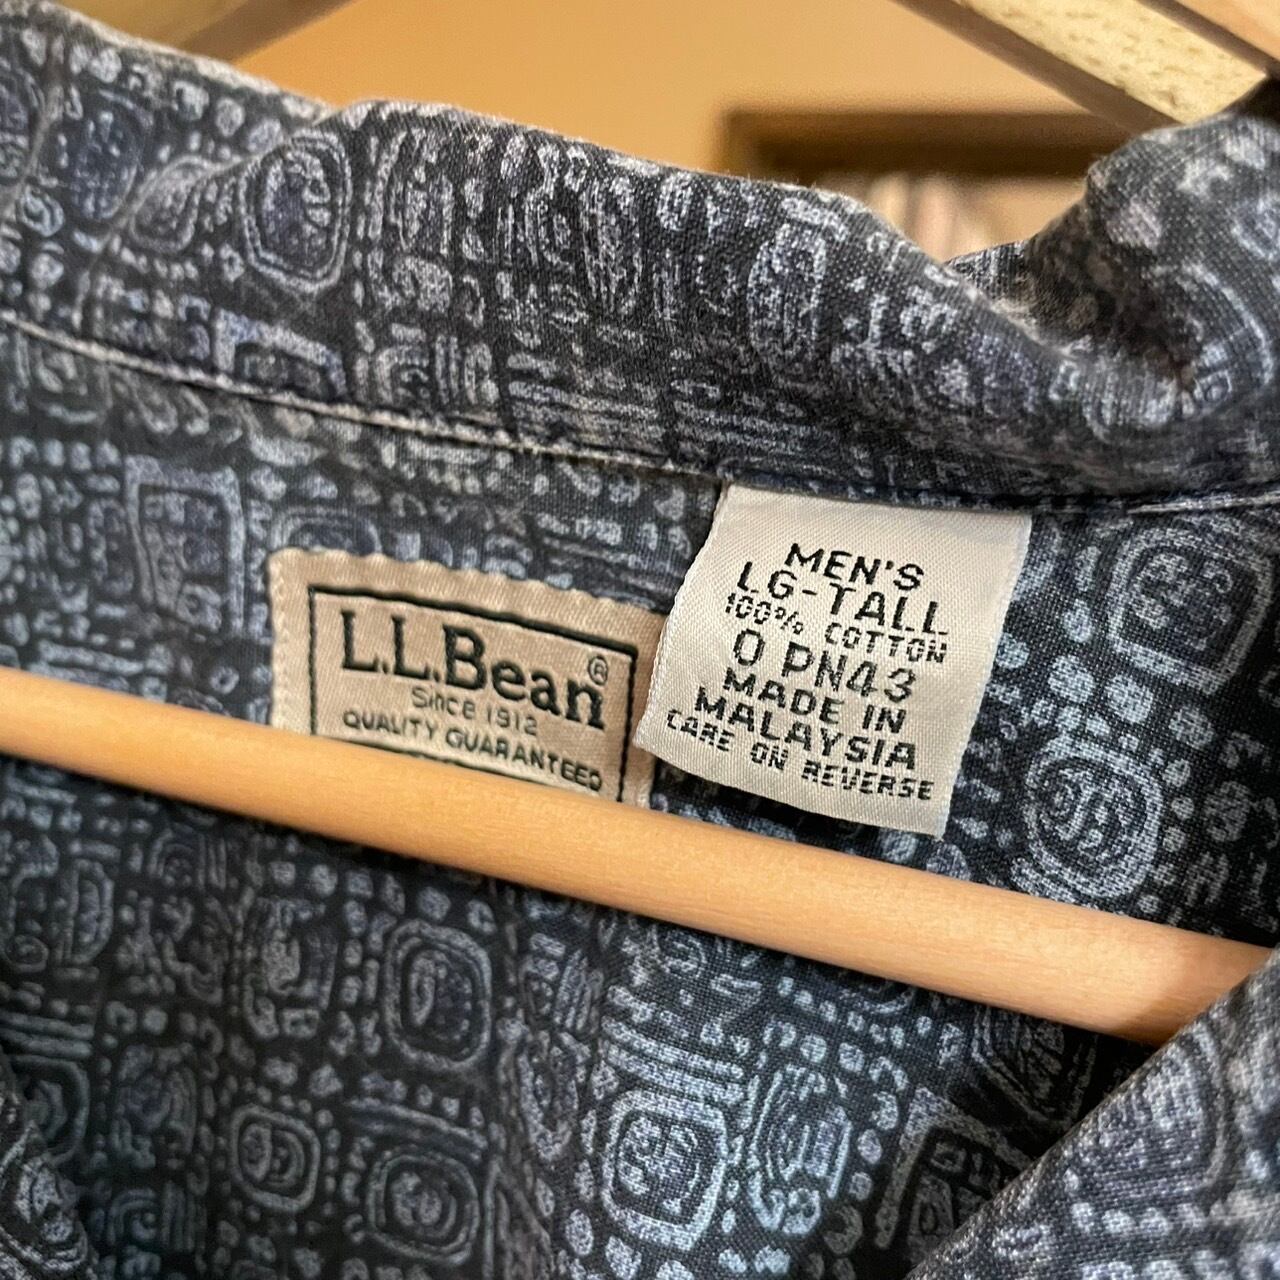 L.L.Bean®
Since 1912
QUALITY GUARANTEED
MEN'S
LG-TALL
100% COTTON
0 PN43
MADE IN
MALAYSIA
CARE ON REVERSE